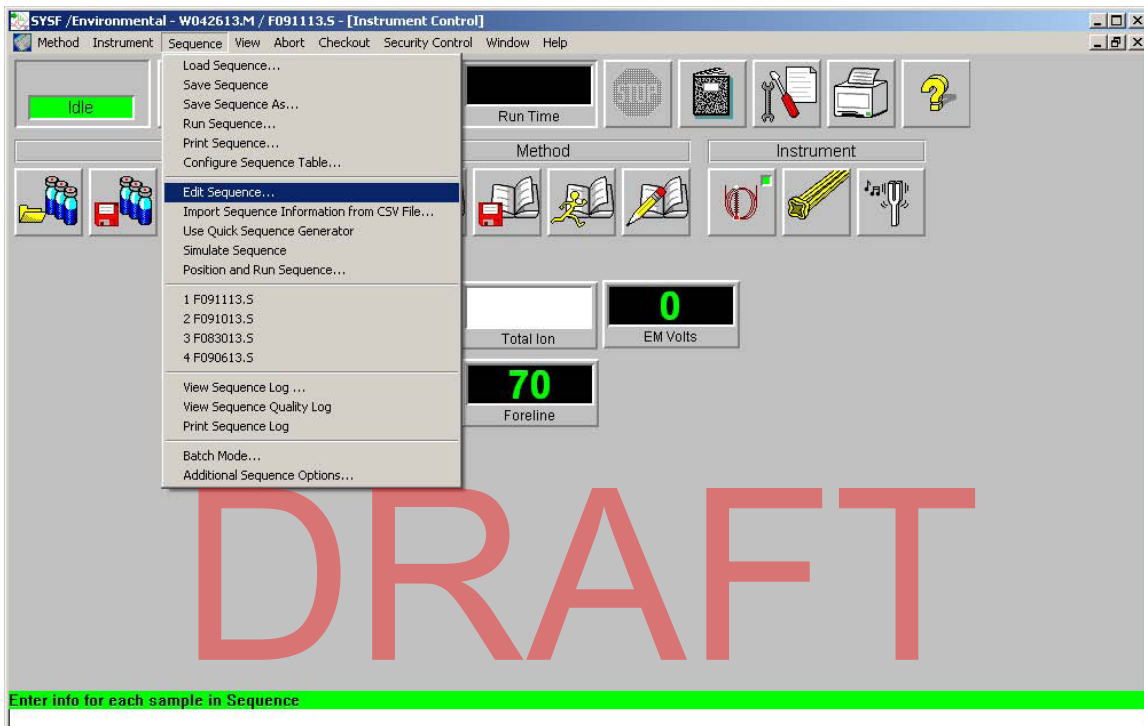 SYSF /Environmental - W042613.M / F091113.S - [Instrument Control]
Method Instrument Sequence View Abort Checkout Security Control Window Help
Load Sequence...
Save Sequence
Save Sequence As...
Run Sequence...
Print Sequence...
Configure Sequence Table...
Edit Sequence...
Import Sequence Information from CSV File...
Use Quick Sequence Generator
Simulate Sequence
Position and Run Sequence...
1 F091113.S
2 F091013.S
3 F083013.S
4 F090613.S
View Sequence Log ...
View Sequence Quality Log
Print Sequence Log
Batch Mode...
Additional Sequence Options...
Idle
Run Time
STOP
Method
Instrument
Total Ion
0
EM Volts
70
Foreline
DRAFT
Enter info for each sample in Sequence